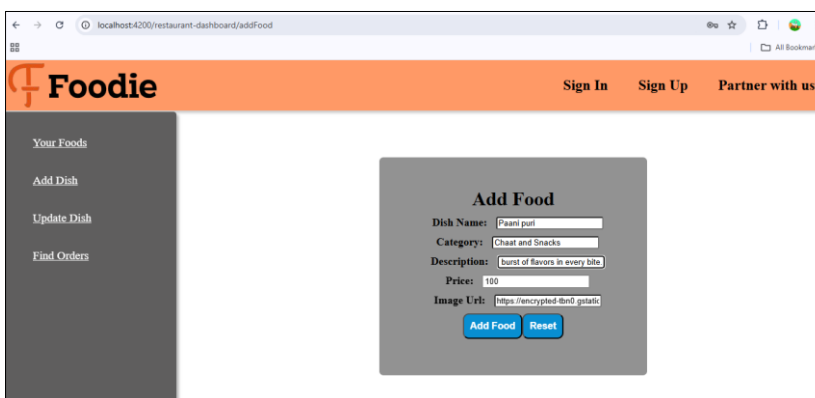 localhost:4200/restaurant-dashboard/addFood
All Bookmar
Foodie
Sign In Sign Up Partner with us
Your Foods
Add Dish
Update Dish
Find Orders
Add Food
Dish Name: Paani puri
Category: Chaat and Snacks
Description: burst of flavors in every bite.
Price: 100
Image Url: https://encrypted-tbn0.gstatic
Add Food Reset